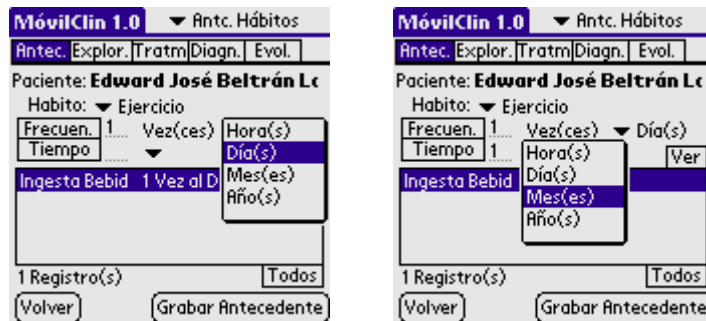 MóvilClin 1.0 Antc. Hábitos
Antec. Explor. Tratm Diagn. Evol.
Paciente: Edward José Beltrán Lo
Habito: Ejercicio
Frecuen. 1 Vez(ces) Hora(s)
Tiempo Día(s)
Ingesta Bebid 1 Vez al D Mes(es)
Año(s)
1 Registro(s) Todos
Volver Grabar Antecedente
MóvilClin 1.0 Antc. Hábitos
Antec. Explor. Tratm Diagn. Evol.
Paciente: Edward José Beltrán Lo
Habito: Ejercicio
Frecuen. 1 Vez(ces) Día(s)
Tiempo 1 Hora(s) Ver
Día(s)
Ingesta Bebid Mes(es)
Año(s)
1 Registro(s) Todos
Volver Grabar Antecedente